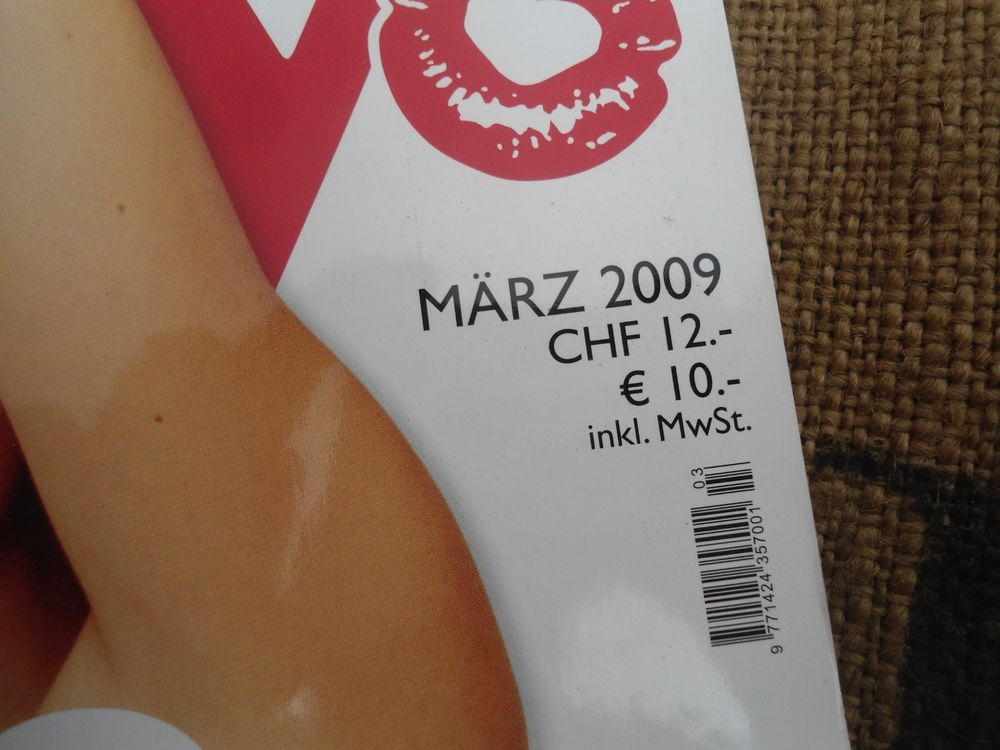 MÄRZ 2009
CHF 12.-
€ 10.-
inkl. MwSt.
03
9 771424 357001